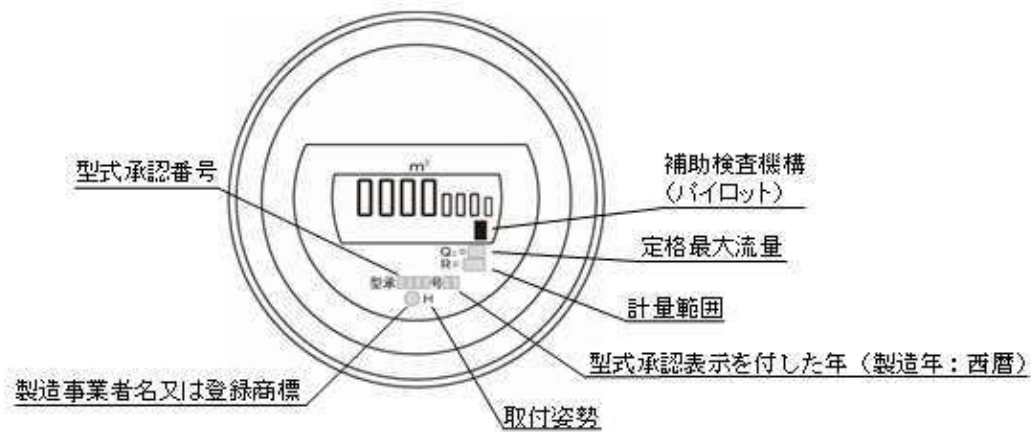 型式承認番号
m³
00000000
補助検査機構
(パイロット)
Q₃=
定格最大流量
R=
計量範囲
型承 号
H
型式承認表示を付した年(製造年:西暦)
製造事業者名又は登録商標
取付姿勢